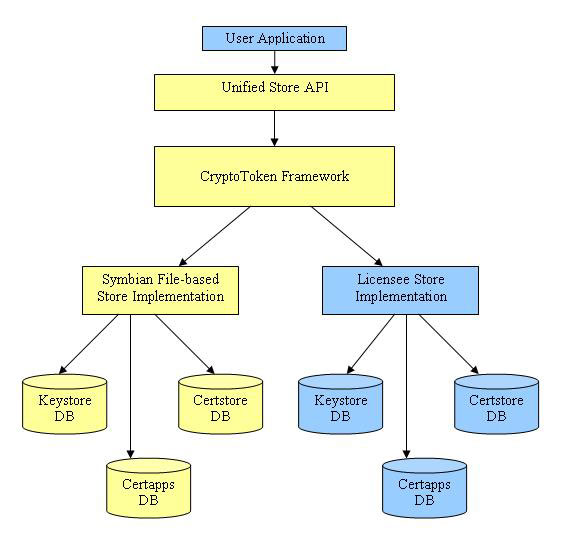 User Application
Unified Store API
CryptoToken Framework
Symbian File-based
Store Implementation
Licensee Store
Implementation
Keystore
DB
Certstore
DB
Keystore
DB
Certstore
DB
Certapps
DB
Certapps
DB